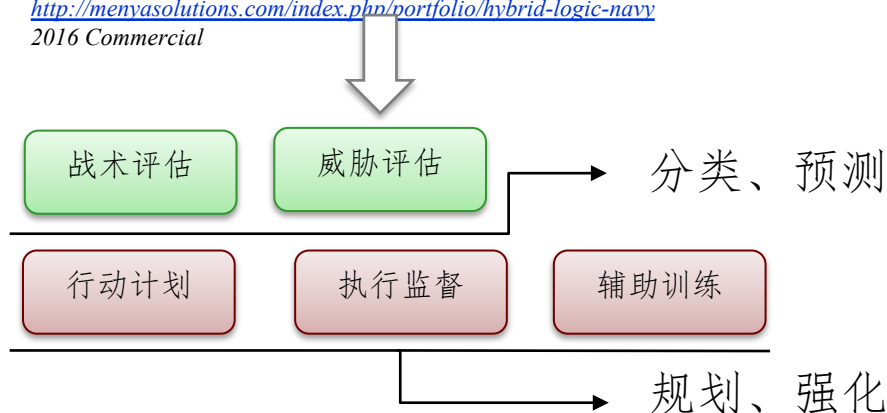 http://menyasolutions.com/index.php/portfolio/hybrid-logic-navy
2016 Commercial
战术评估
威胁评估
分类、预测
行动计划
执行监督
辅助训练
规划、强化